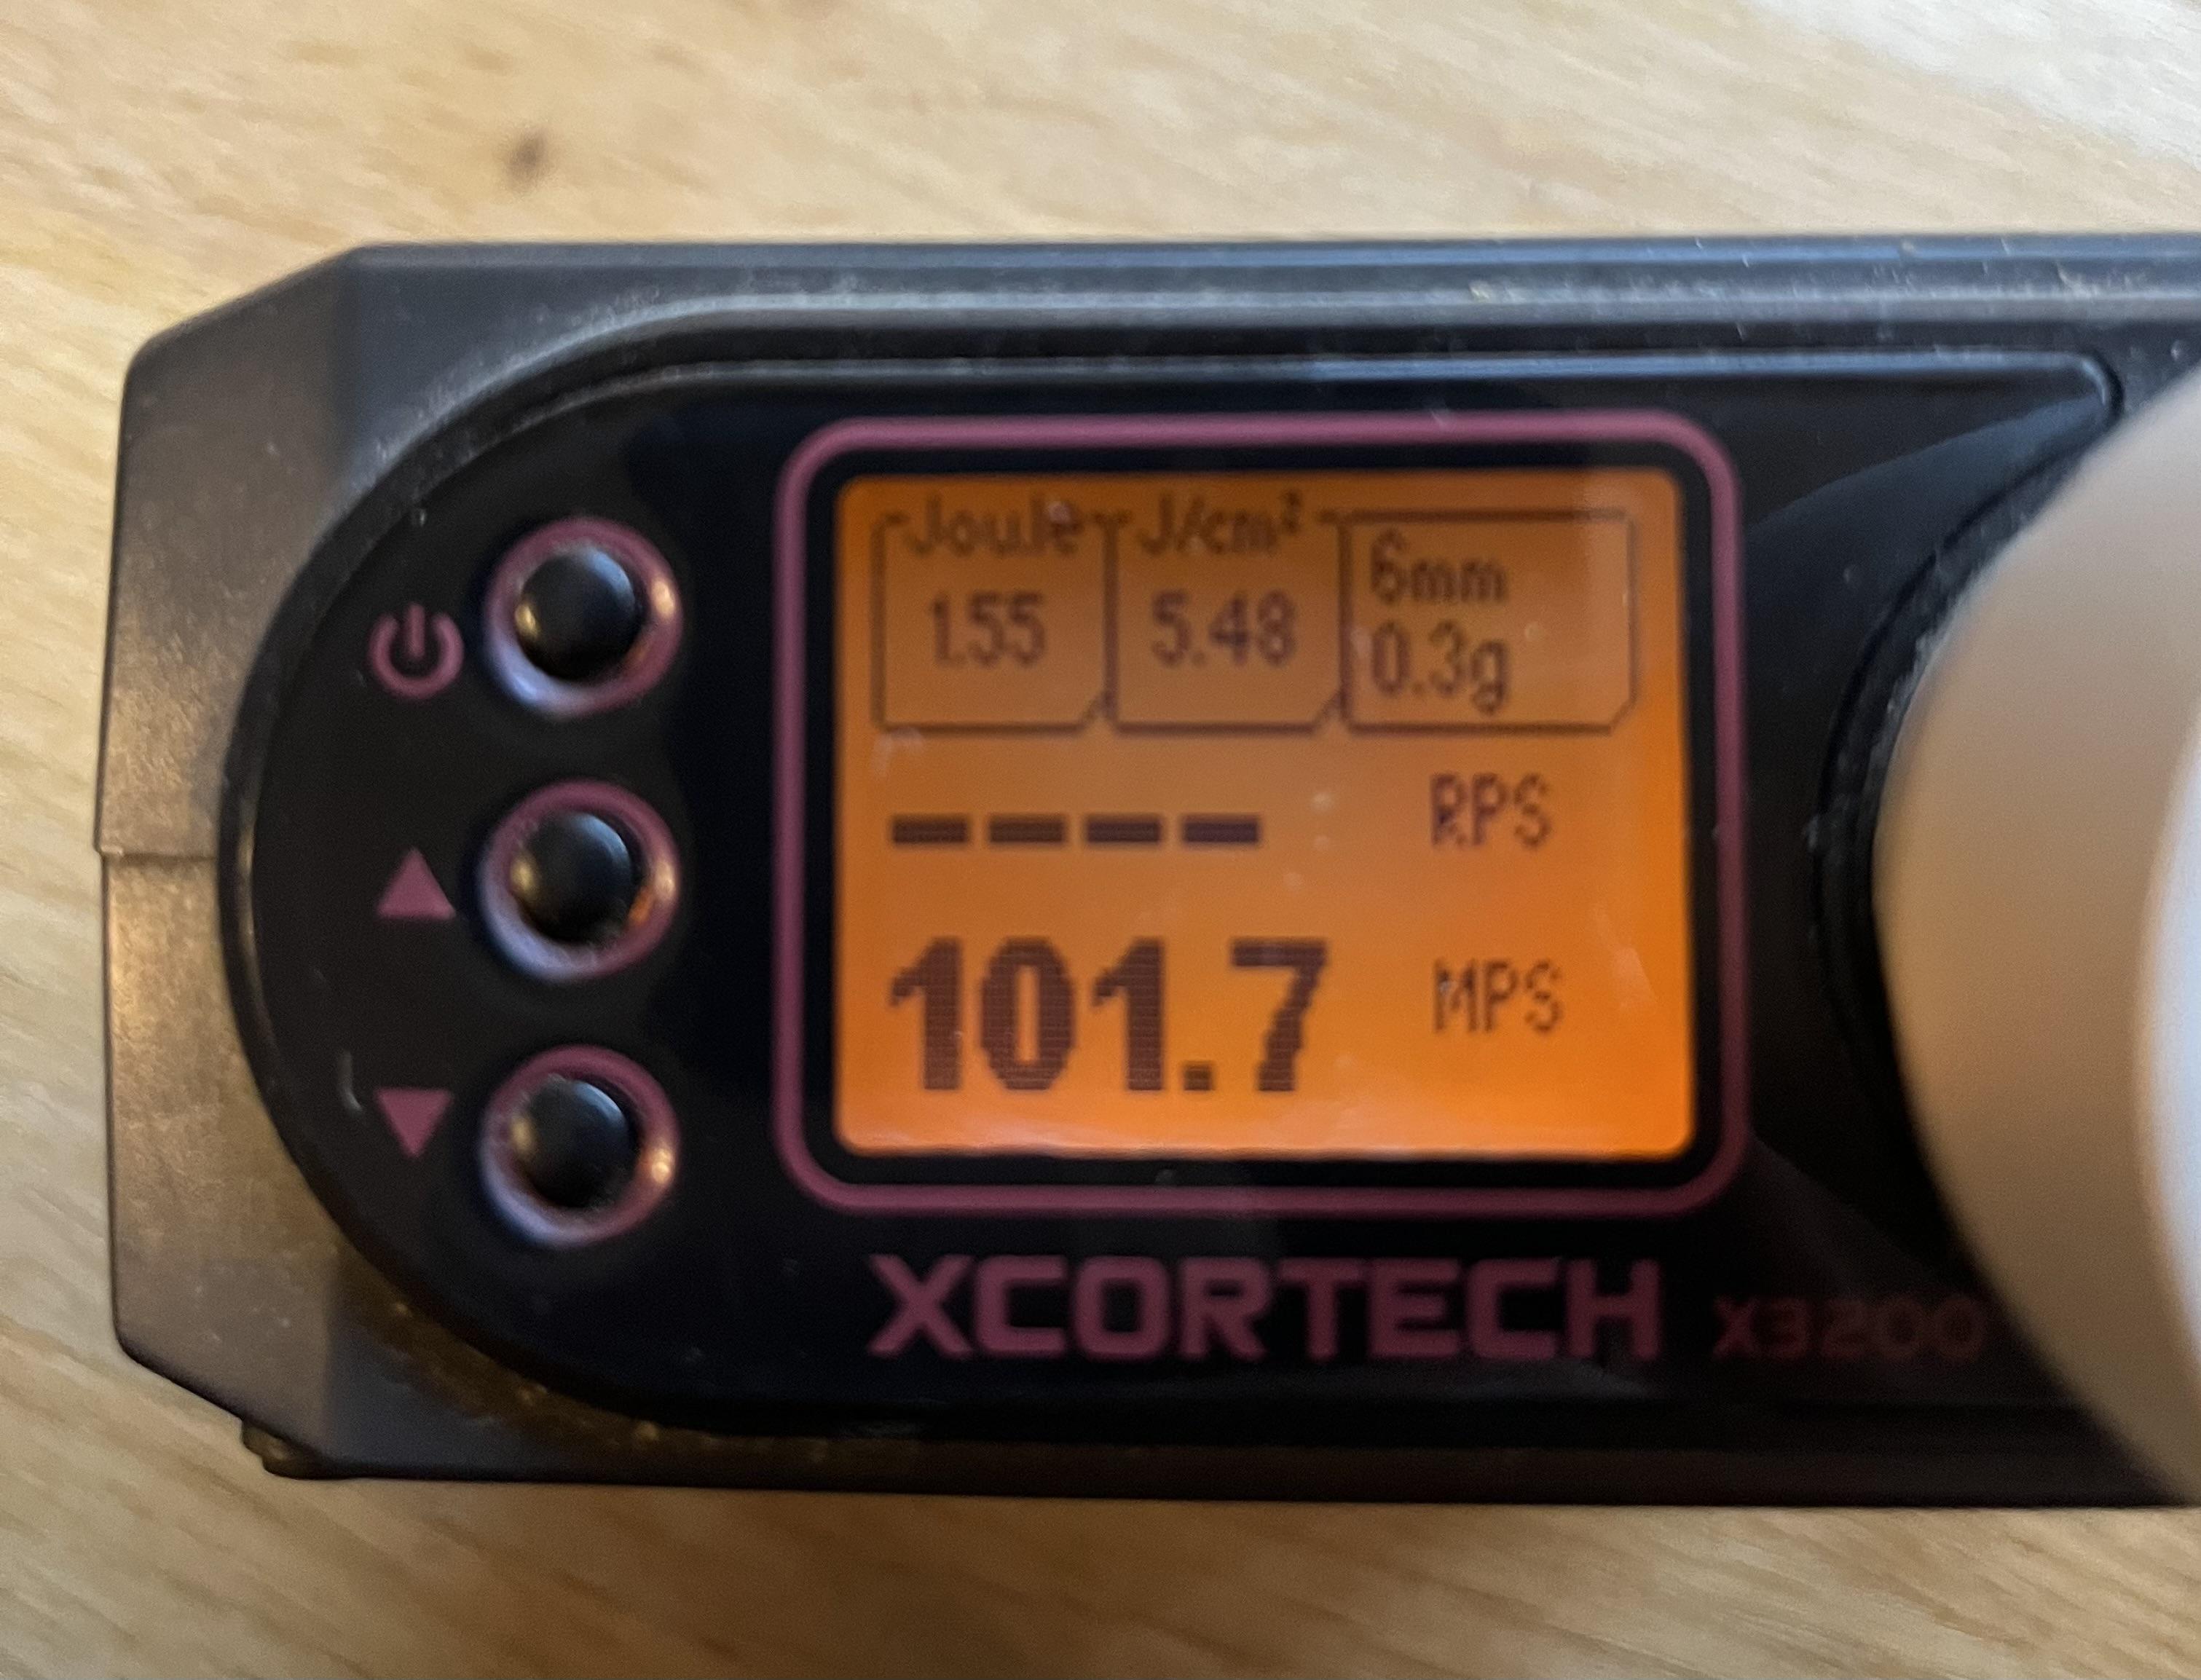 Joule J/cm² 6mm
1.55 5.48 0.3g
---- RPS
101.7 MPS
XCORTECH X3200